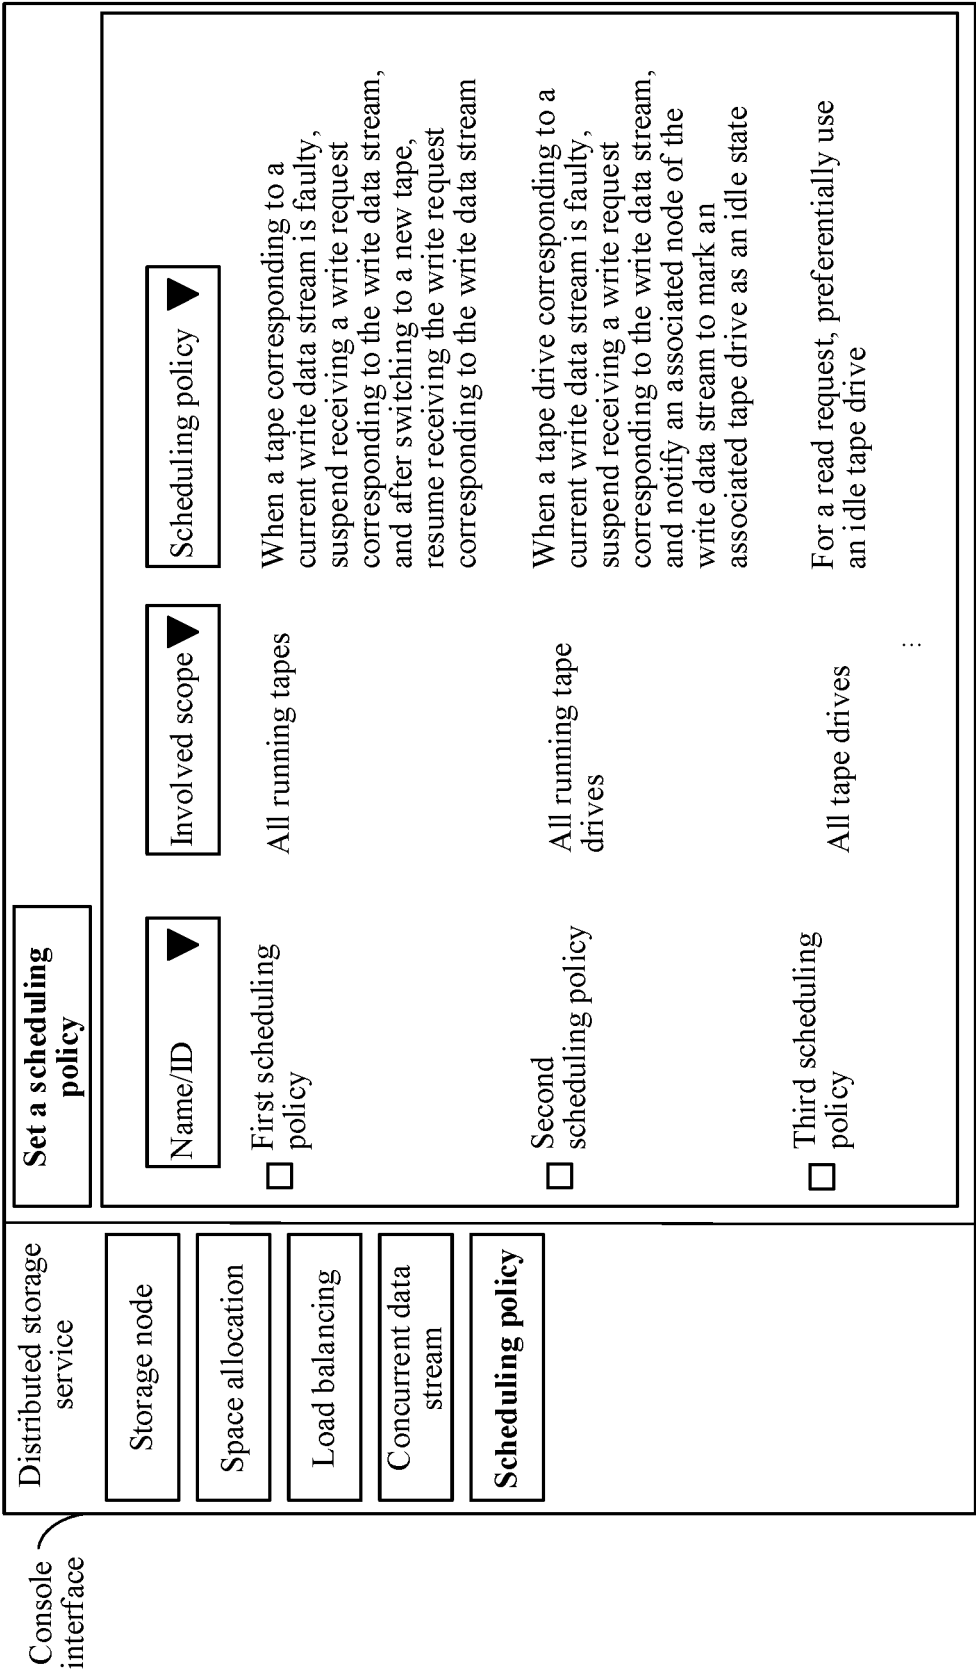 Console
interface
Distributed storage
service
Storage node
Space allocation
Load balancing
Concurrent data
stream
Scheduling policy
Set a scheduling
policy
Name/ID
Involved scope
Scheduling policy
First scheduling
policy
All running tapes
When a tape corresponding to a
current write data stream is faulty,
suspend receiving a write request
corresponding to the write data stream,
and after switching to a new tape,
resume receiving the write request
corresponding to the write data stream
Second
scheduling policy
All running tape
drives
When a tape drive corresponding to a
current write data stream is faulty,
suspend receiving a write request
corresponding to the write data stream,
and notify an associated node of the
write data stream to mark an
associated tape drive as an idle state
Third scheduling
policy
All tape drives
For a read request, preferentially use
an idle tape drive
...